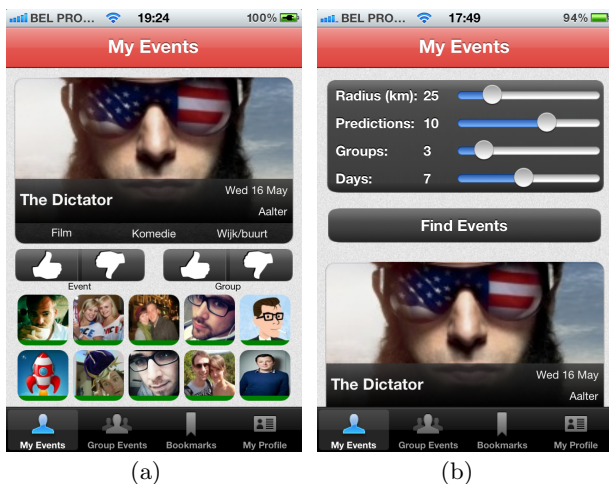 BEL PRO... 19:24 100%
My Events
The Dictator
Wed 16 May
Aalter
Film Komedie Wijk/buurt
Event Group
My Events Group Events Bookmarks My Profile
(a)
BEL PRO... 17:49 94%
My Events
Radius (km): 25
Predictions: 10
Groups: 3
Days: 7
Find Events
The Dictator
Wed 16 May
Aalter
My Events Group Events Bookmarks My Profile
(b)